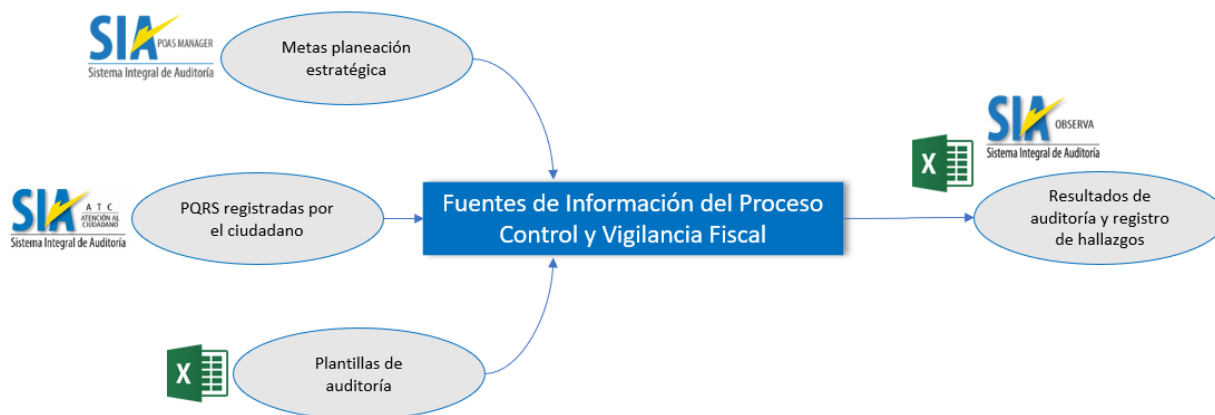 SIA
POAS MANAGER
Sistema Integral de Auditoría
Metas planeación
estratégica
SIA
OBSERVA
Sistema Integral de Auditoría
X
SIA
A T C
ATENCIÓN AL
CIUDADANO
Sistema Integral de Auditoría
PQRS registradas por
el ciudadano
Fuentes de Información del Proceso
Control y Vigilancia Fiscal
Resultados de
auditoría y registro
de hallazgos
X
Plantillas de
auditoría